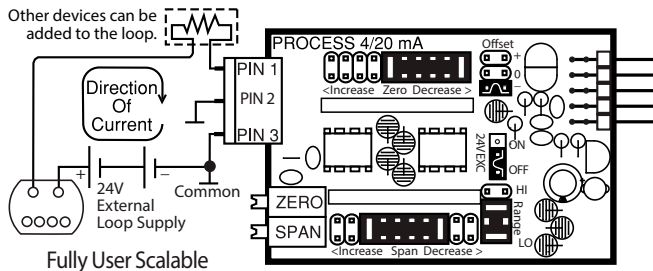 Other devices can be
added to the loop.
PROCESS 4/20 mA
Offset
+
0
–
PIN 1
PIN 2
PIN 3
<Increase Zero Decrease >
Direction
Of
Current
24VEXC
ON
OFF
+
–
24V
External
Loop Supply
Common
ZERO
SPAN
HI
Range
LO
<Increase Span Decrease >
Fully User Scalable